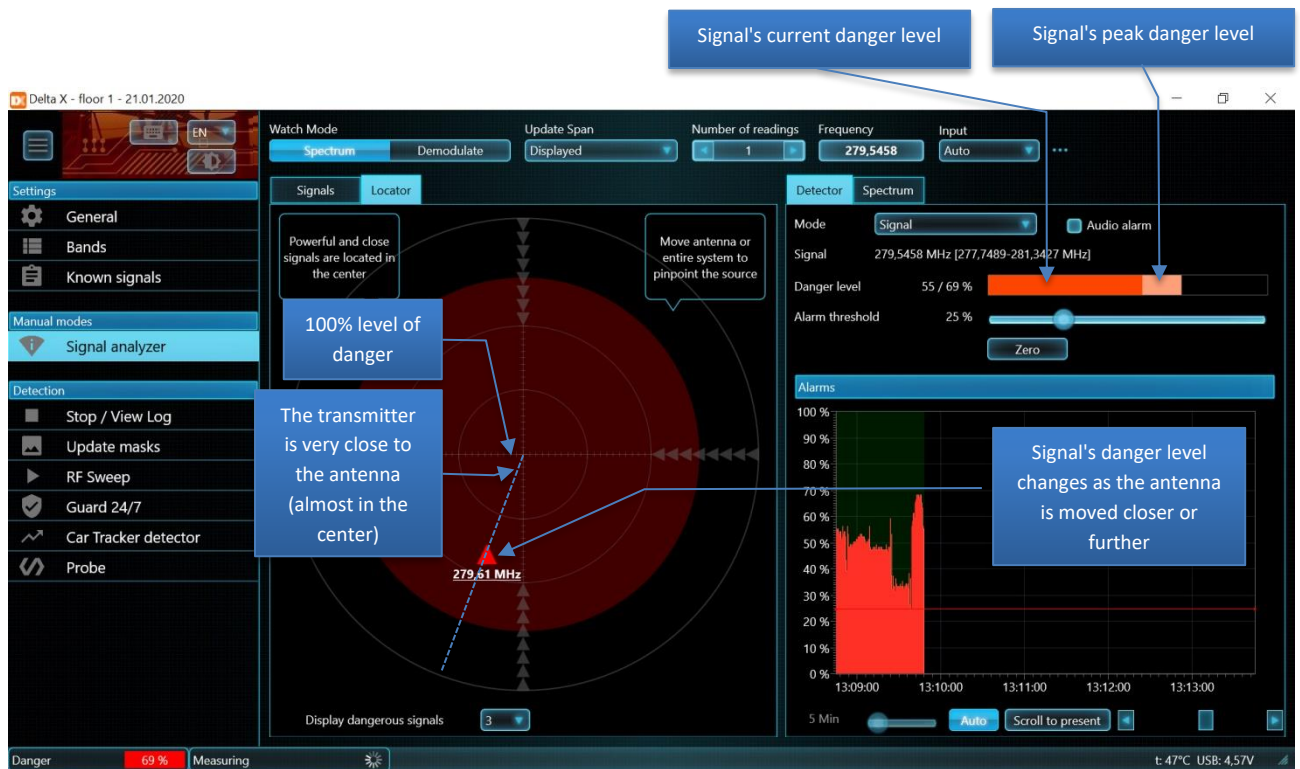 Signal's current danger level
Signal's peak danger level
Delta X - floor 1 - 21.01.2020
EN
Watch Mode
Spectrum
Demodulate
Update Span
Displayed
Number of readings
1
Frequency
279,5458
Input
Auto
...
Settings
General
Bands
Known signals
Manual modes
Signal analyzer
Detection
Stop / View Log
Update masks
RF Sweep
Guard 24/7
Car Tracker detector
Probe
Signals
Locator
Powerful and close
signals are located in
the center
Move antenna or
entire system to
pinpoint the source
100% level of
danger
The transmitter
is very close to
the antenna
(almost in the
center)
279,61 MHz
Display dangerous signals
3
Detector
Spectrum
Mode
Signal
Audio alarm
Signal
279,5458 MHz [277,7489-281,3427 MHz]
Danger level
55 / 69 %
Alarm threshold
25 %
Zero
Alarms
100 %
90 %
80 %
70 %
60 %
50 %
40 %
30 %
20 %
10 %
0 %
Signal's danger level
changes as the antenna
is moved closer or
further
13:09:00
13:10:00
13:11:00
13:12:00
13:13:00
5 Min
Auto
Scroll to present
Danger
69 %
Measuring
t: 47°C USB: 4,57V